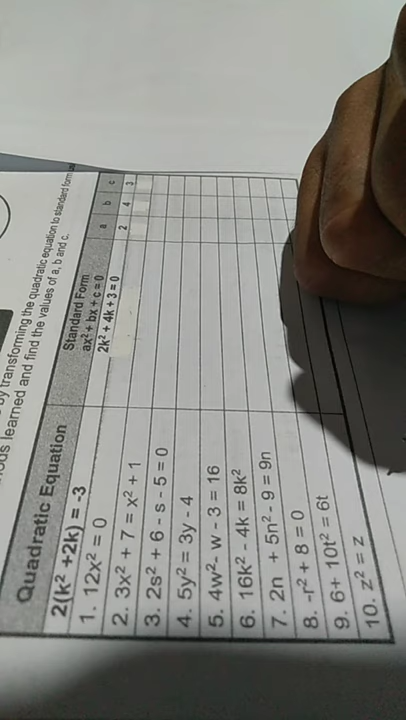 by transforming the quadratic equation to standard form
learned and find the values of a, b and c.
Quadratic Equation
Standard Form
ax² + bx + c = 0
a b c
2(k² +2k) = -3
2k² + 4k + 3 = 0
2 4 3
1. 12x² = 0
2. 3x² + 7 = x² + 1
3. 2s² + 6 - s - 5 = 0
4. 5y² = 3y - 4
5. 4w² - w - 3 = 16
6. 16k² - 4k = 8k²
7. 2n + 5n² - 9 = 9n
8. -r² + 8 = 0
9. 6+ 10t² = 6t
10. z² = z